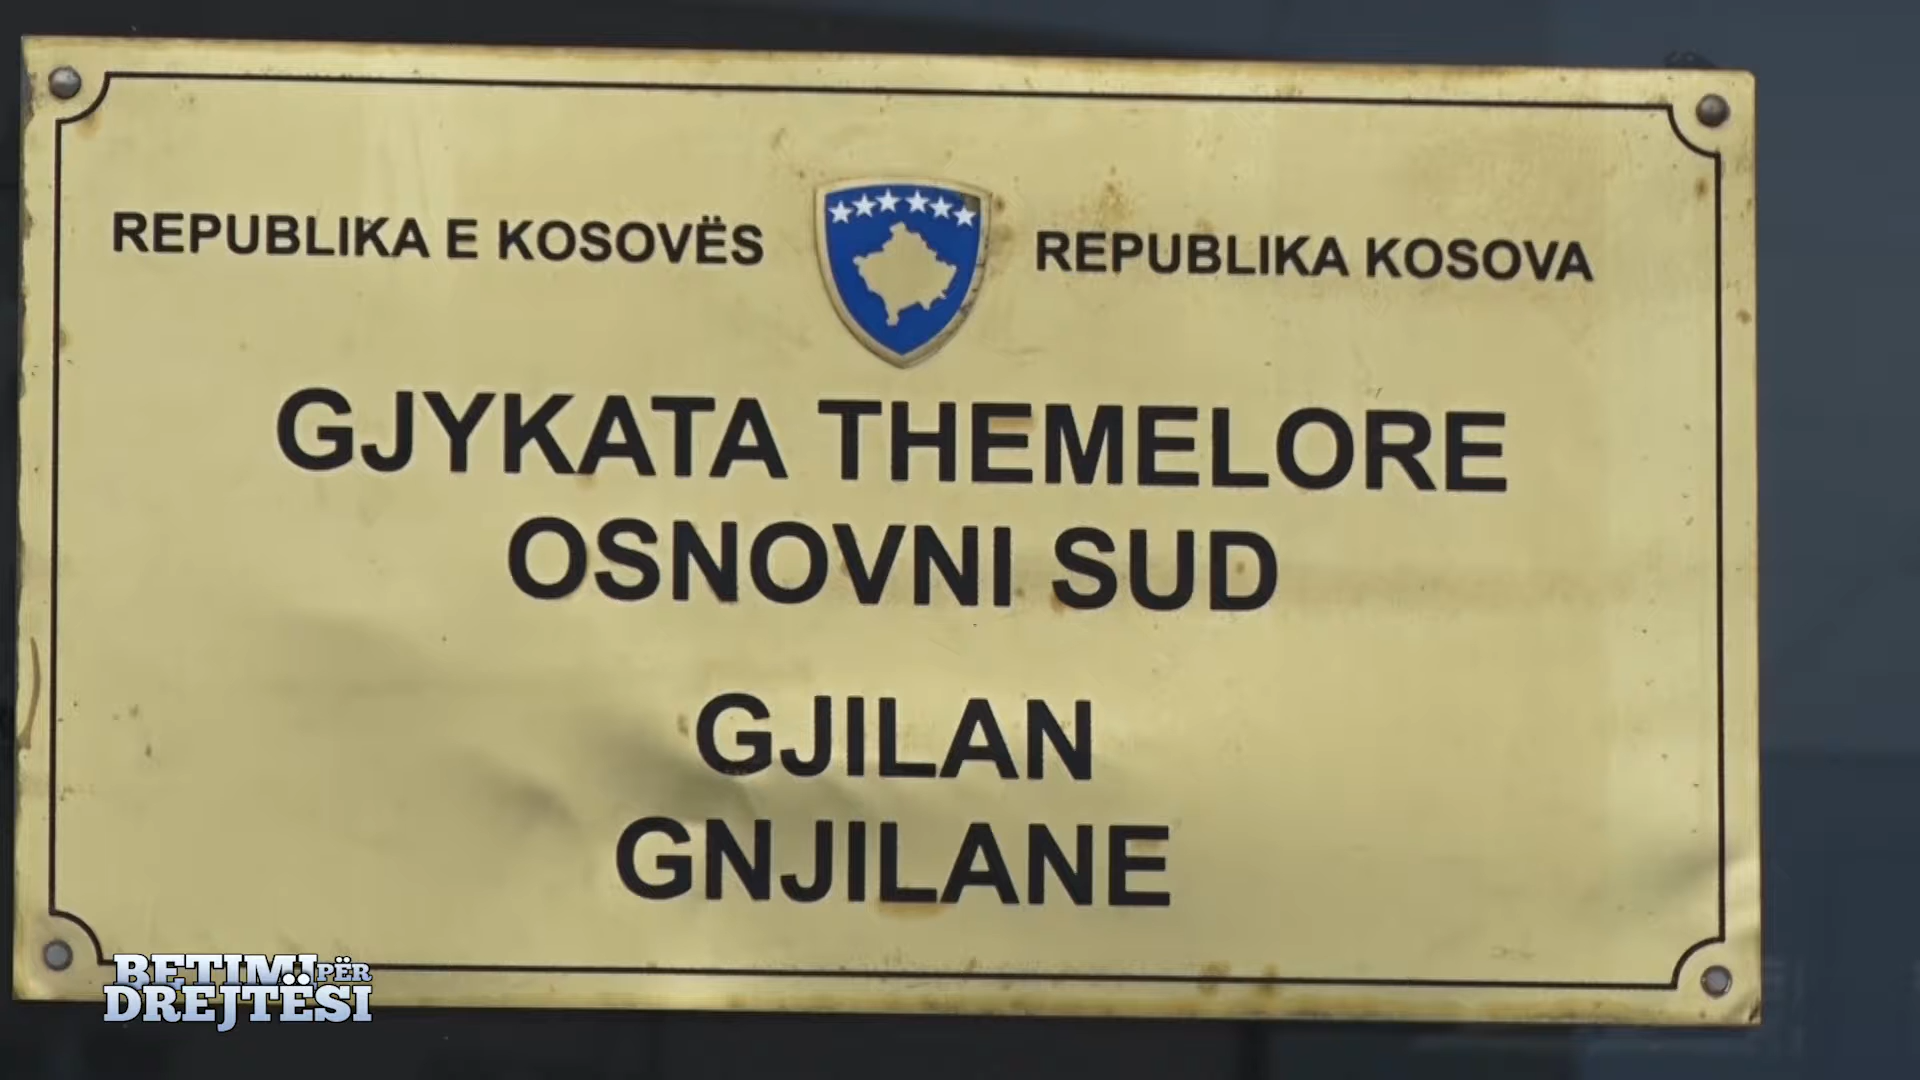 REPUBLIKA E KOSOVËS REPUBLIKA KOSOVA
GJYKATA THEMELORE
OSNOVNI SUD
GJILAN
GNJILANE
BETIMI PËR
DREJTËSI